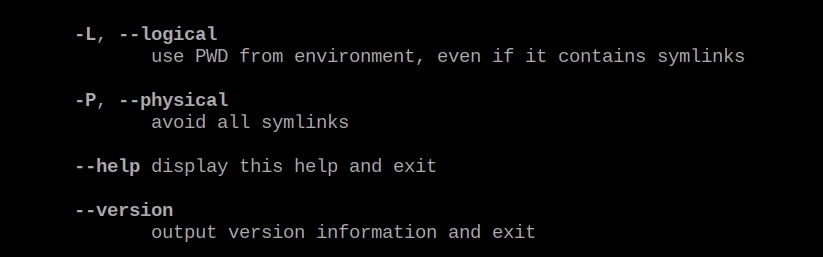 -L, --logical
use PWD from environment, even if it contains symlinks
-P, --physical
avoid all symlinks
--help display this help and exit
--version
output version information and exit